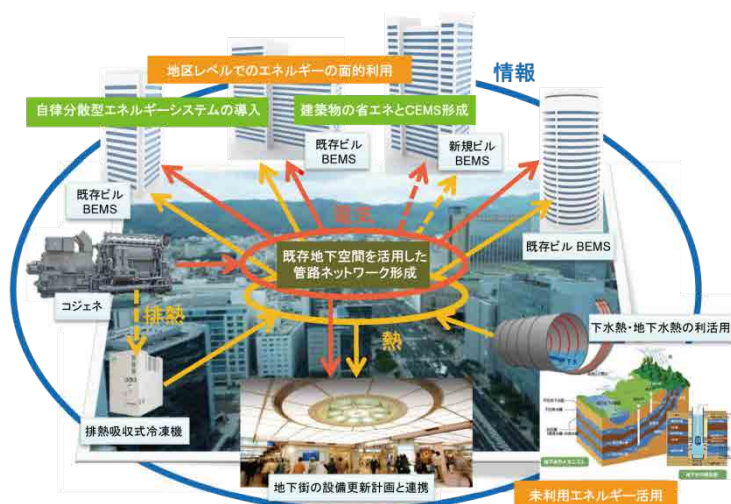 地区レベルでのエネルギーの面的利用
情報
自律分散型エネルギーシステムの導入
建築物の省エネとCEMS形成
既存ビル
BEMS
新規ビル
BEMS
既存ビル
BEMS
電気
既存ビル BEMS
既存地下空間を活用した
管路ネットワーク形成
コジェネ
排熱
熱
下水熱・地下水熱の利活用
排熱吸収式冷凍機
地下街の設備更新計画と連携
未利用エネルギー活用